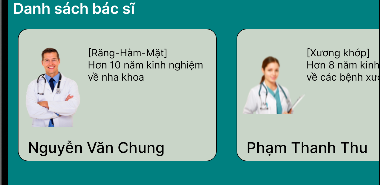 Danh sách bác sĩ
[Răng-Hàm-Mặt]
Hơn 10 năm kinh nghiệm
về nha khoa
Nguyễn Văn Chung
[Xương khớp]
Hơn 8 năm kinh
về các bệnh
Phạm Thanh Thu